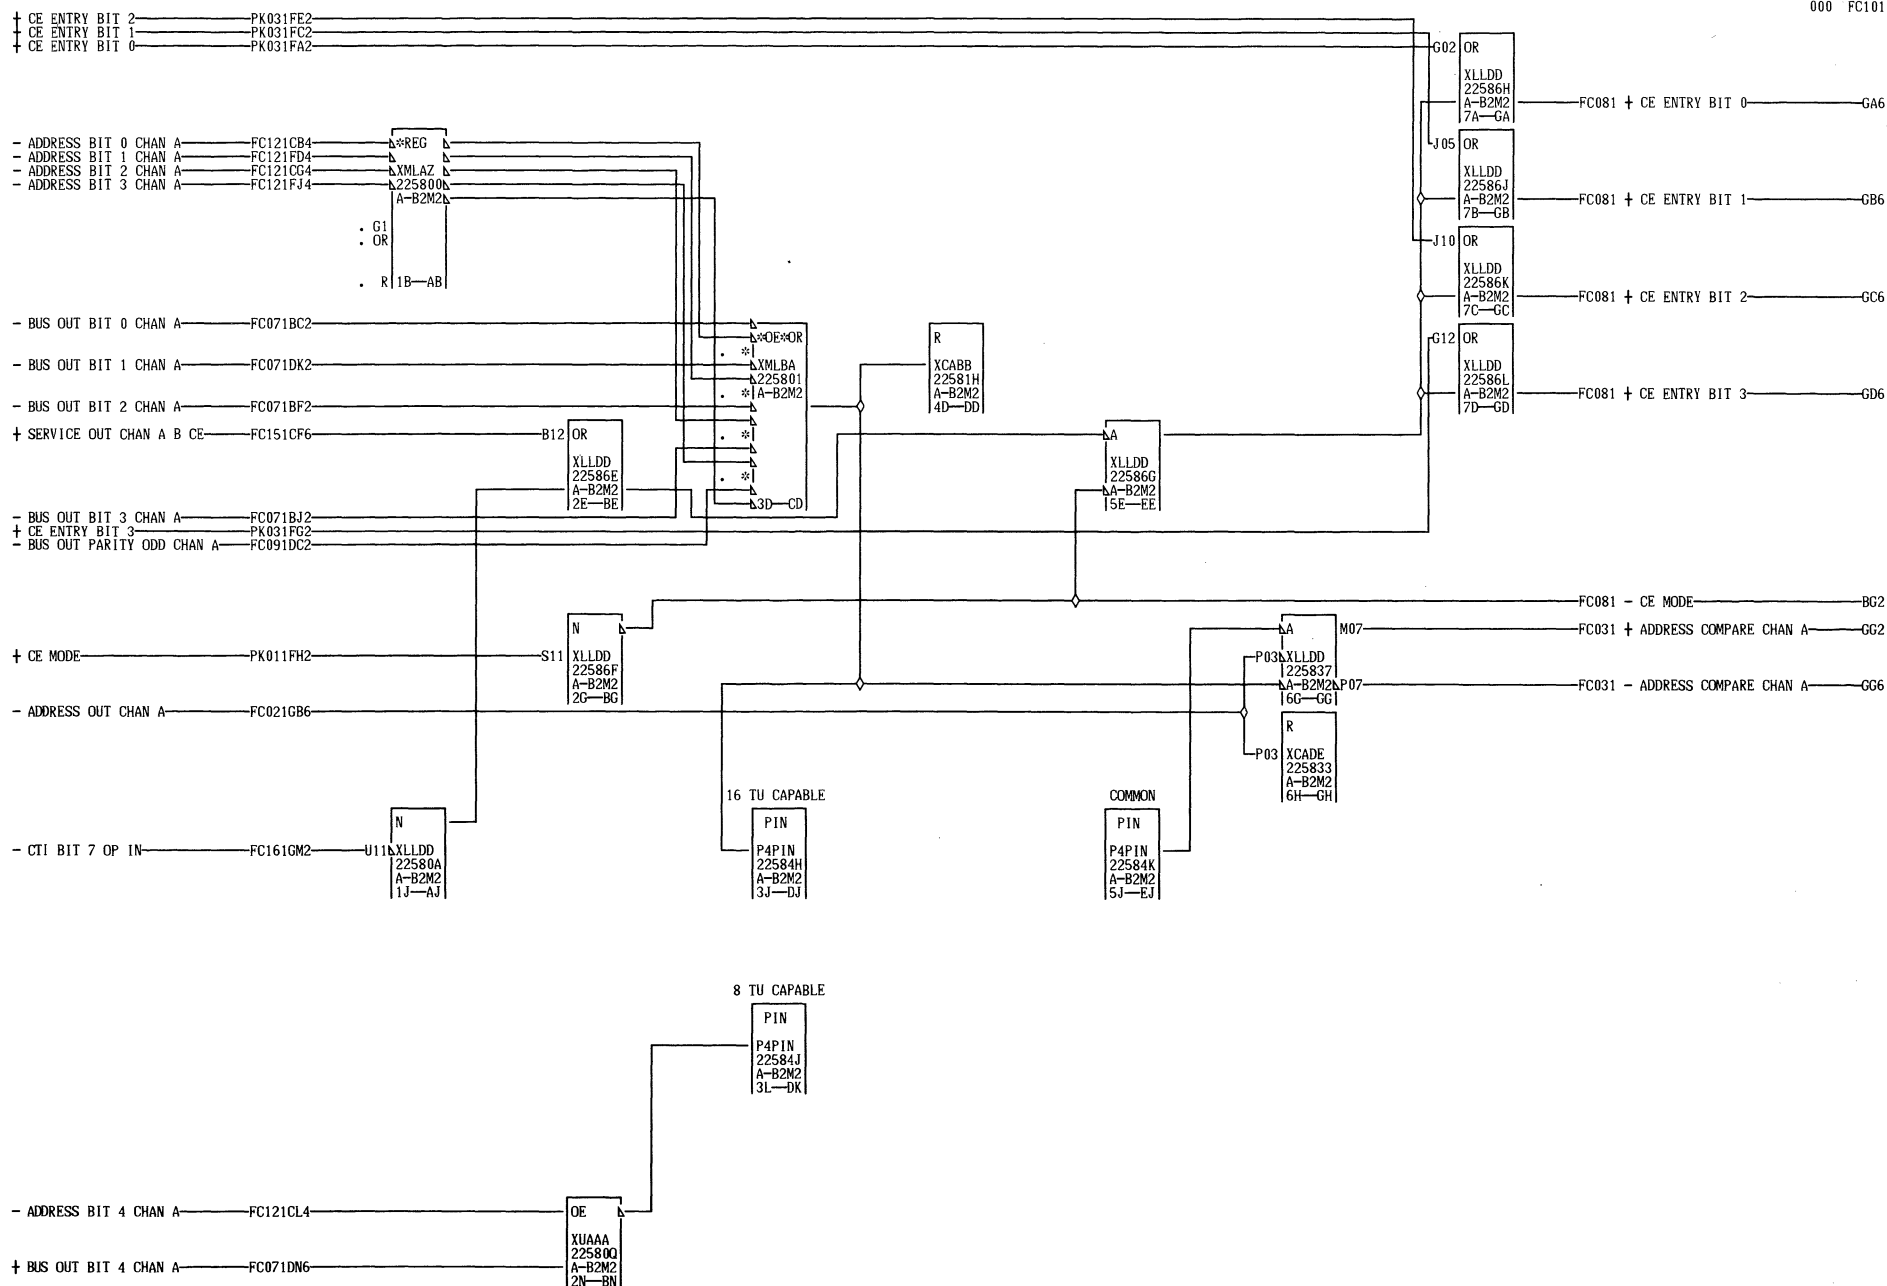 000 FC101
+ CE ENTRY BIT 2 PK031FE2
+ CE ENTRY BIT 1 PK031FC2
+ CE ENTRY BIT 0 PK031FA2
G02 OR
XLLDD
22586H
A-B2M2 FC081 + CE ENTRY BIT 0 GA6
7A GA
- ADDRESS BIT 0 CHAN A FC121CB4 *REG
- ADDRESS BIT 1 CHAN A FC121FD4
- ADDRESS BIT 2 CHAN A FC121CG4 XMLAZ
- ADDRESS BIT 3 CHAN A FC121FJ4 225800
A-B2M2
. G1
. OR
. R 1B AB
J05 OR
XLLDD
22586J
A-B2M2 FC081 + CE ENTRY BIT 1 GB6
7B GB
J10 OR
XLLDD
22586K
A-B2M2 FC081 + CE ENTRY BIT 2 GC6
7C GC
- BUS OUT BIT 0 CHAN A FC071BC2
*OE*OR
. *
- BUS OUT BIT 1 CHAN A FC071DK2 XMLBA
225801
. * A-B2M2
- BUS OUT BIT 2 CHAN A FC071BF2
. *
. *
3D CD
R
XCABB
22581H
A-B2M2
4D DD
G12 OR
XLLDD
22586L
A-B2M2 FC081 + CE ENTRY BIT 3 GD6
7D GD
+ SERVICE OUT CHAN A B CE FC151CF6 B12 OR
XLLDD
22586E
A-B2M2
2E BE
A
XLLDD
22586G
A-B2M2
5E EE
- BUS OUT BIT 3 CHAN A FC071BJ2
+ CE ENTRY BIT 3 PK031FG2
- BUS OUT PARITY ODD CHAN A FC091DC2
FC081 - CE MODE BG2
N
+ CE MODE PK011FH2 S11 XLLDD
22586F
A-B2M2
2G BG
A M07 FC031 + ADDRESS COMPARE CHAN A GG2
P03 XLLDD
225837
A-B2M2 P07 FC031 - ADDRESS COMPARE CHAN A GG6
6G GG
- ADDRESS OUT CHAN A FC021GB6
R
P03 XCADE
225833
A-B2M2
6H GH
N
- CTI BIT 7 OP IN FC161GM2 U11 XLLDD
22580A
A-B2M2
1J AJ
16 TU CAPABLE
PIN
P4PIN
22584H
A-B2M2
3J DJ
COMMON
PIN
P4PIN
22584K
A-B2M2
5J EJ
8 TU CAPABLE
PIN
P4PIN
22584J
A-B2M2
3L DK
- ADDRESS BIT 4 CHAN A FC121CL4 OE
XUAAA
22580Q
+ BUS OUT BIT 4 CHAN A FC071DN6 A-B2M2
2N BN